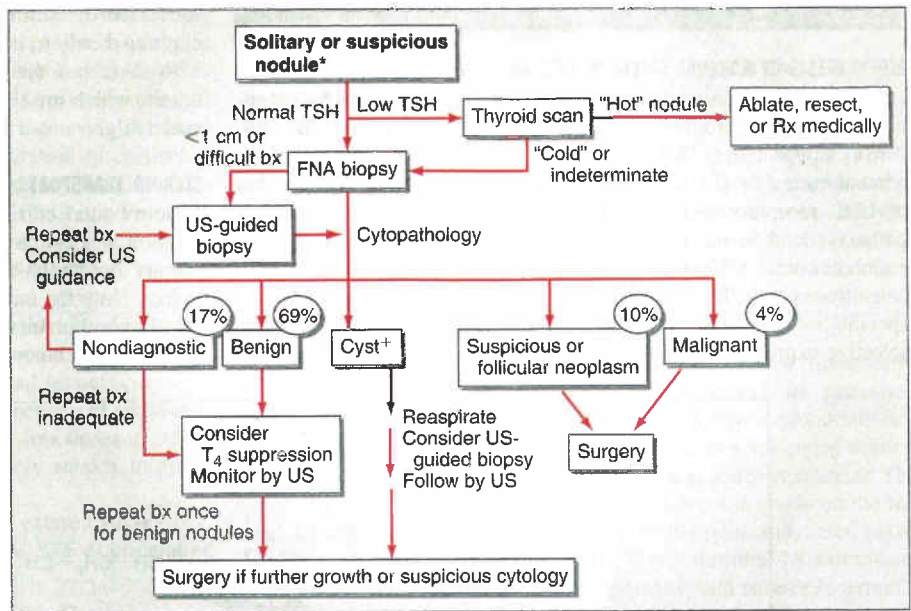 Solitary or suspicious
nodule*
Normal TSH
Low TSH
Thyroid scan
"Hot" nodule
Ablate, resect,
or Rx medically
<1 cm or
difficult bx
FNA biopsy
"Cold" or
indeterminate
US-guided
biopsy
Cytopathology
Repeat bx
Consider US
guidance
17%
Nondiagnostic
69%
Benign
Cyst+
10%
Suspicious or
follicular neoplasm
4%
Malignant
Repeat bx
inadequate
Consider
T4 suppression
Monitor by US
Reaspirate
Consider US-
guided biopsy
Follow by US
Surgery
Repeat bx once
for benign nodules
Surgery if further growth or suspicious cytology